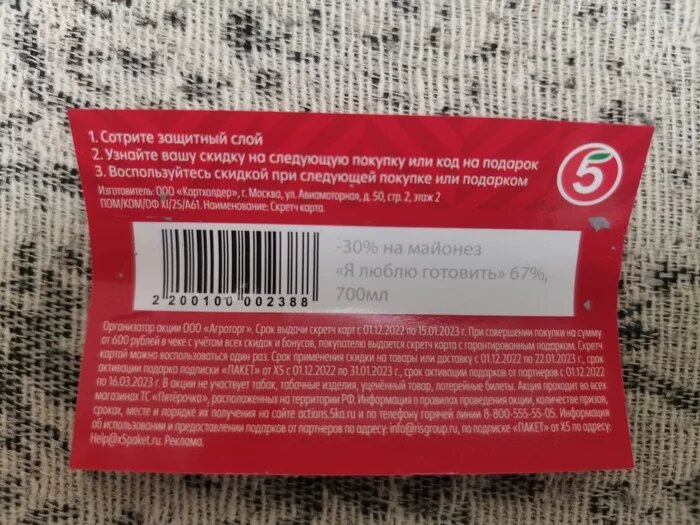 1. Сотрите защитный слой
2. Узнайте вашу скидку на следующую покупку или код на подарок
3. Воспользуйтесь скидкой при следующей покупке или подарком
Изготовитель: ООО «Картхолдер», г. Москва, ул. Авиамоторная, д. 50, стр. 2, этаж 2
ПОМ/КОМ/ОФ XI/25/А61. Наименование: Скретч карта.
5
-30% на майонез
«Я люблю готовить» 67%,
700мл
2 200100 002388
Организатор акции ООО «Агроторг». Срок выдачи скретч карт с 01.12.2022 по 15.01.2023 г. При совершении покупки на сумму
от 600 рублей в чеке с учётом всех скидок и бонусов, покупателю выдается скретч карта с гарантированным подарком. Скретч
картой можно воспользоваться один раз. Срок применения скидки на товары или доставку с 01.12.2022 по 22.01.2023 г., срок
активации подарка подписки «ПАКЕТ» от X5 с 01.12.2022 по 31.01.2023 г., срок активации подарков от партнеров с 01.12.2022
по 16.03.2023 г. В акции не участвует табак, табачные изделия, уценённый товар, лотерейные билеты. Акция проходит во всех
магазинах ТС «Пятёрочка», расположенных на территории РФ. Информация о правилах проведения акции, количестве призов,
сроках, месте и порядке их получения на сайте actions.5ka.ru и по телефону горячей линии 8-800-555-55-05. Информация
об использовании и предоставлении подарков от партнеров по адресу: info@risgroup.ru, по подписке «ПАКЕТ» от X5 по адресу:
Help@x5paket.ru. Реклама.